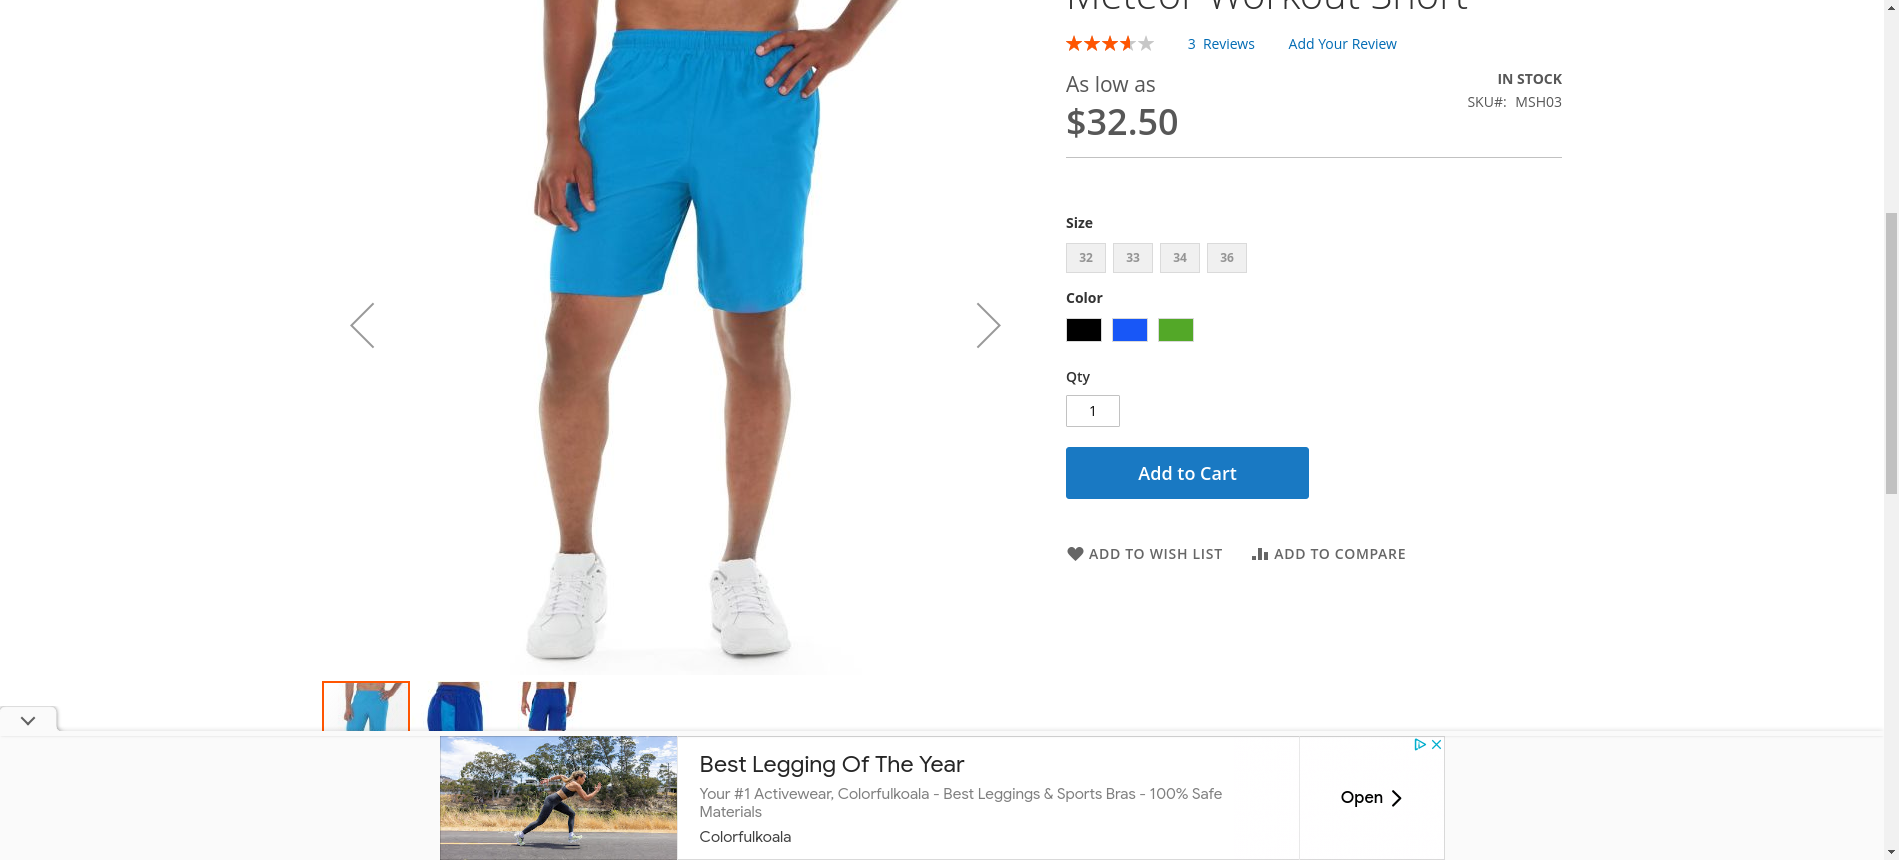 Meteor Workout Short
3 Reviews Add Your Review
As low as
$32.50
IN STOCK
SKU#: MSH03
Size
32 33 34 36
Color
Qty
1
Add to Cart
ADD TO WISH LIST ADD TO COMPARE
Best Legging Of The Year
Your #1 Activewear, Colorfulkoala - Best Leggings & Sports Bras - 100% Safe
Materials
Colorfulkoala
Open